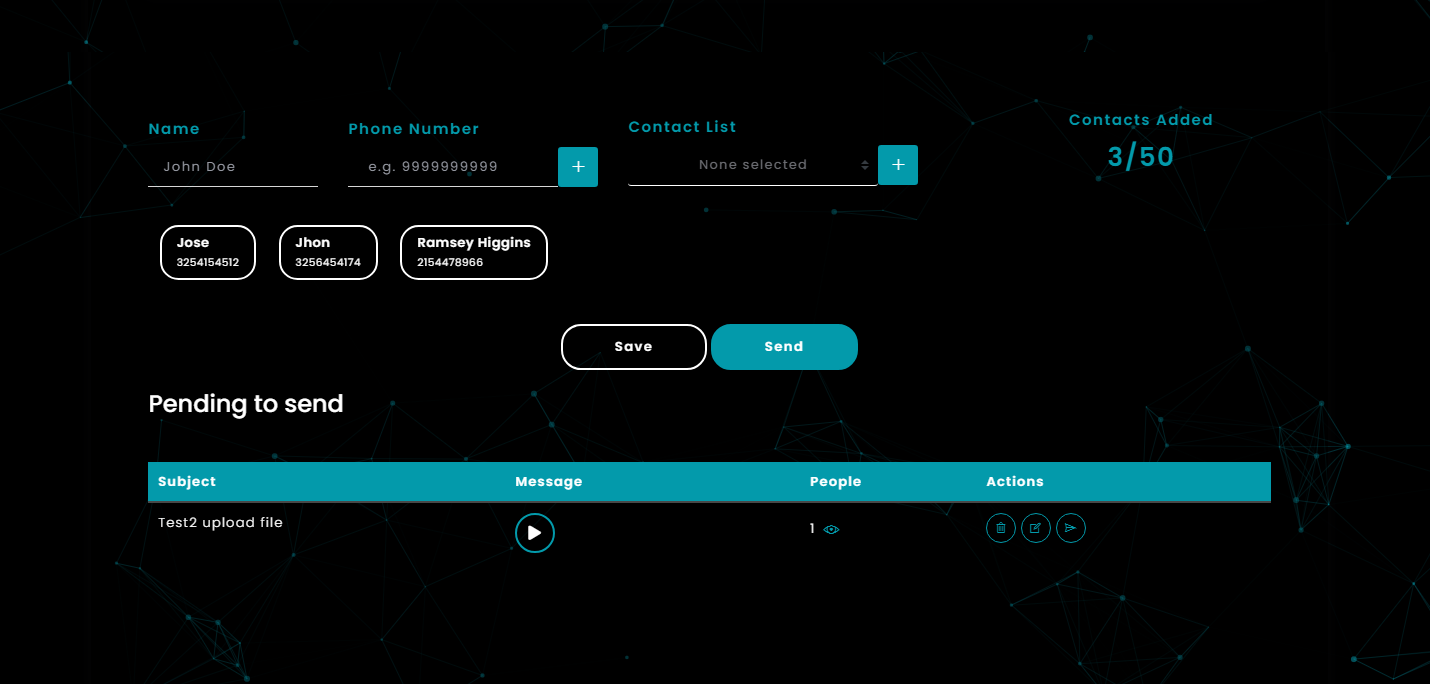 Name
Phone Number
Contact List
Contacts Added
John Doe
e.g. 9999999999
+
None selected
+
3/50
Jose
3254154512
Jhon
3256454174
Ramsey Higgins
2154478966
Save
Send
Pending to send
Subject Message People Actions
Test2 upload file
1